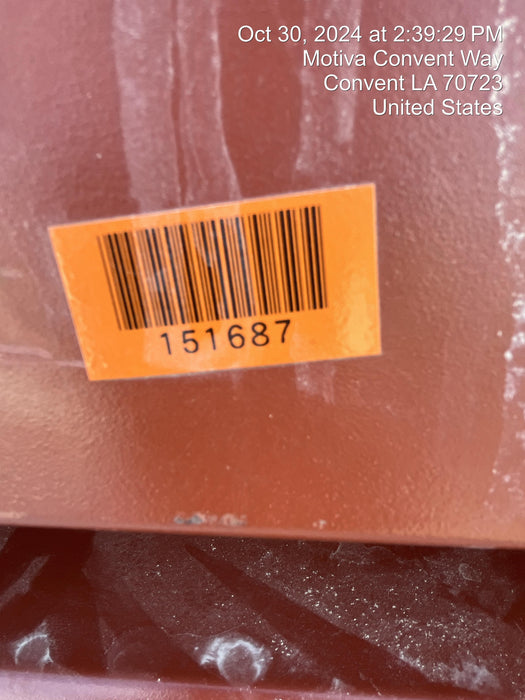 Oct 30, 2024 at 2:39:29 PM
Motiva Convent Way
Convent LA 70723
United States
151687